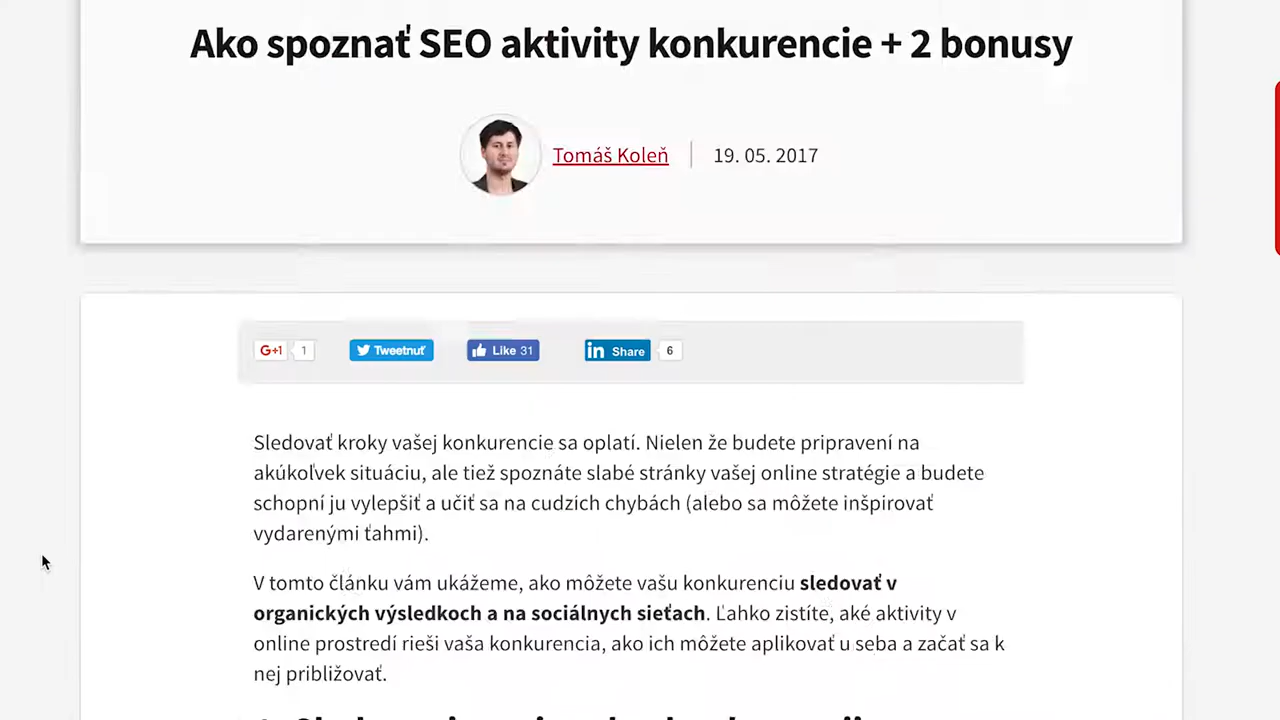 Ako spoznať SEO aktivity konkurencie + 2 bonusy
Tomáš Koleň
19. 05. 2017
G+1 1 Tweetnuť Like 31 in Share 6
Sledovať kroky vašej konkurencie sa oplatí. Nielen že budete pripravení na
akúkoľvek situáciu, ale tiež spoznáte slabé stránky vašej online stratégie a budete
schopní ju vylepšiť a učiť sa na cudzích chybách (alebo sa môžete inšpirovať
vydarenými ťahmi).
V tomto článku vám ukážeme, ako môžete vašu konkurenciu sledovať v
organických výsledkoch a na sociálnych sieťach. Ľahko zistíte, aké aktivity v
online prostredí rieši vaša konkurencia, ako ich môžete aplikovať u seba a začať sa k
nej približovať.